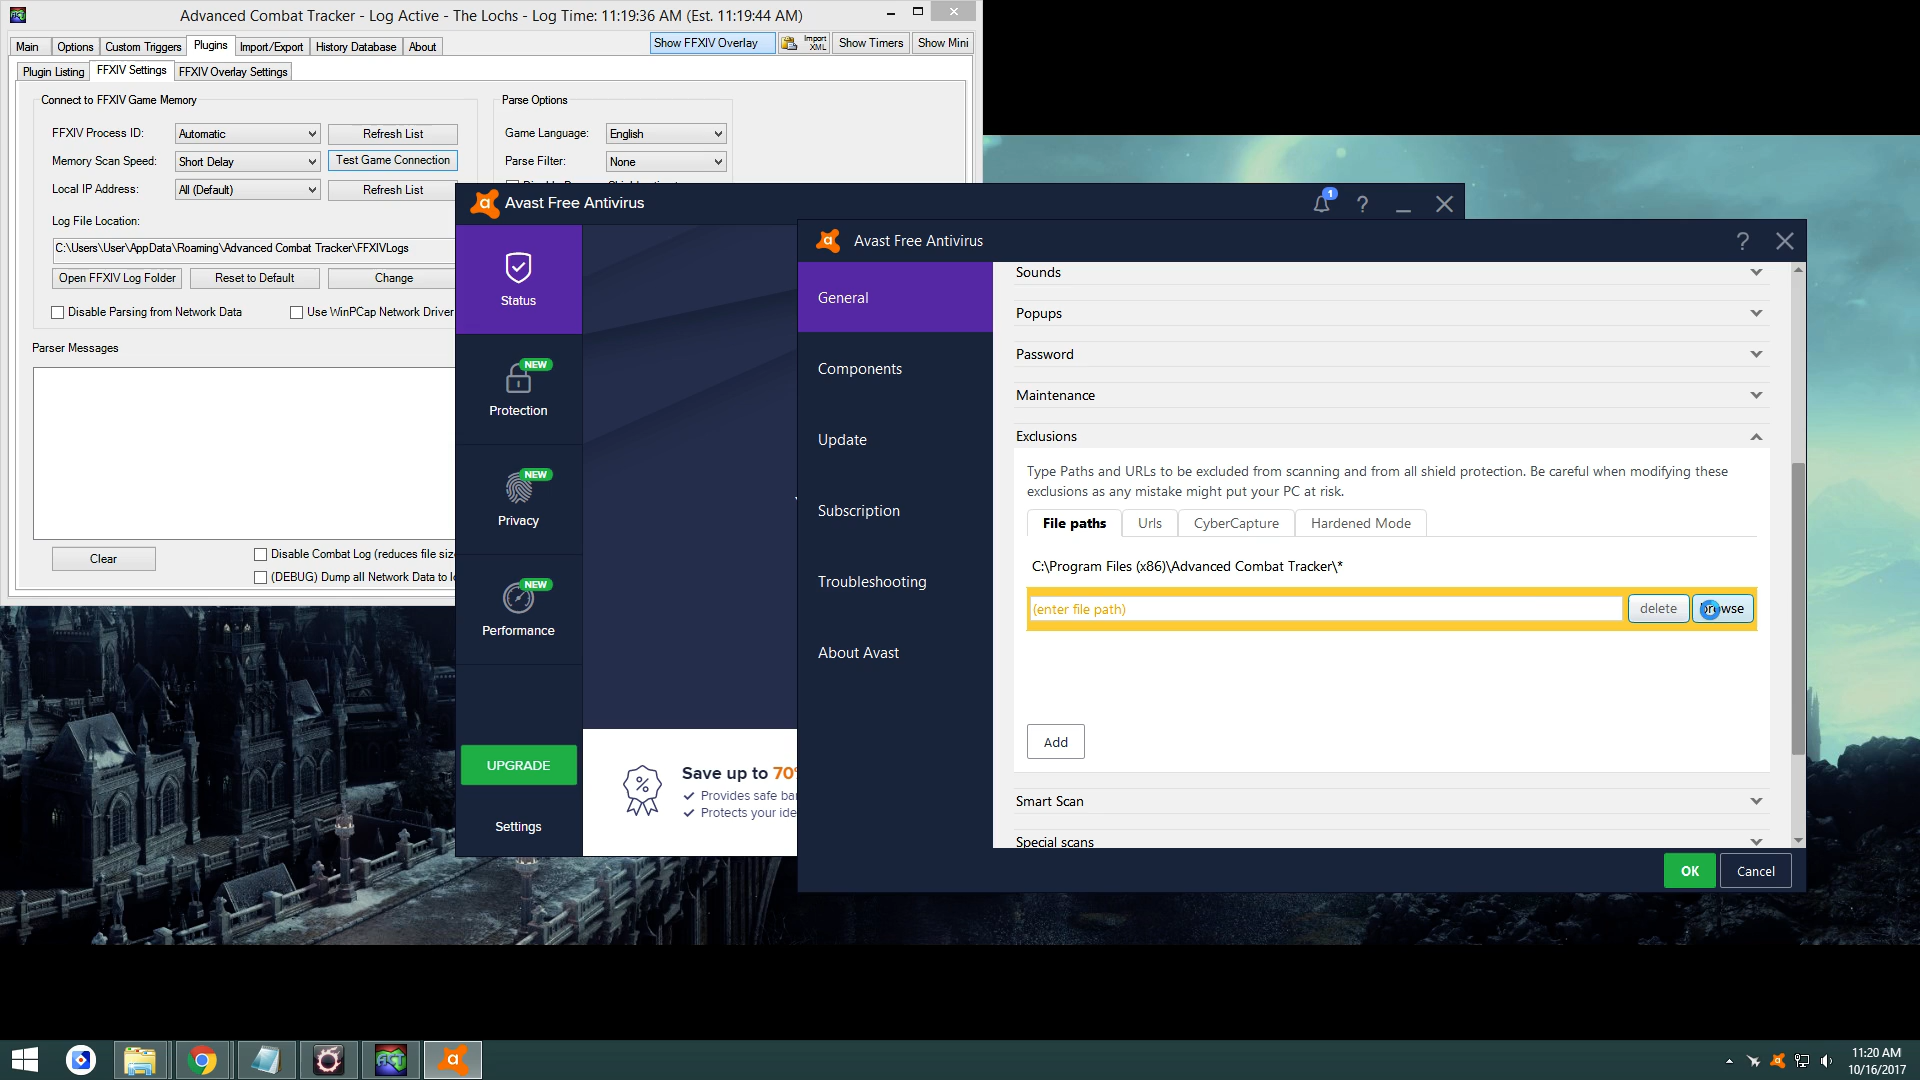 Advanced Combat Tracker - Log Active - The Lochs - Log Time: 11:19:36 AM (Est. 11:19:44 AM)
Main Options Custom Triggers Plugins Import/Export History Database About
Show FFXIV Overlay Import XML Show Timers Show Mini
Plugin Listing FFXIV Settings FFXIV Overlay Settings
Connect to FFXIV Game Memory
FFXIV Process ID: Automatic Refresh List
Memory Scan Speed: Short Delay Test Game Connection
Local IP Address: All (Default) Refresh List
Log File Location:
C:\Users\User\AppData\Roaming\Advanced Combat Tracker\FFXIVLogs
Open FFXIV Log Folder Reset to Default Change
Disable Parsing from Network Data Use WinPCap Network Driver
Parse Options
Game Language: English
Parse Filter: None
Parser Messages
Clear
Disable Combat Log (reduces file siz
(DEBUG) Dump all Network Data to lo
Avast Free Antivirus
1
?
Status
NEW
Protection
NEW
Privacy
NEW
Performance
UPGRADE
Settings
Save up to 70%
Provides safe ba
Protects your ide
Avast Free Antivirus
?
General
Components
Update
Subscription
Troubleshooting
About Avast
Sounds
Popups
Password
Maintenance
Exclusions
Type Paths and URLs to be excluded from scanning and from all shield protection. Be careful when modifying these
exclusions as any mistake might put your PC at risk.
File paths Urls CyberCapture Hardened Mode
C:\Program Files (x86)\Advanced Combat Tracker\*
(enter file path) delete browse
Add
Smart Scan
Special scans
OK Cancel
ACT
11:20 AM
10/16/2017